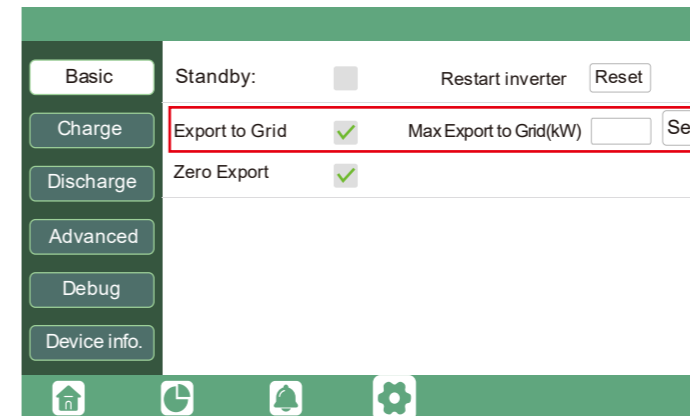 Basic
Standby:
Restart inverter
Reset
Charge
Export to Grid
Max Export to Grid(kW)
Discharge
Zero Export
Advanced
Debug
Device info.